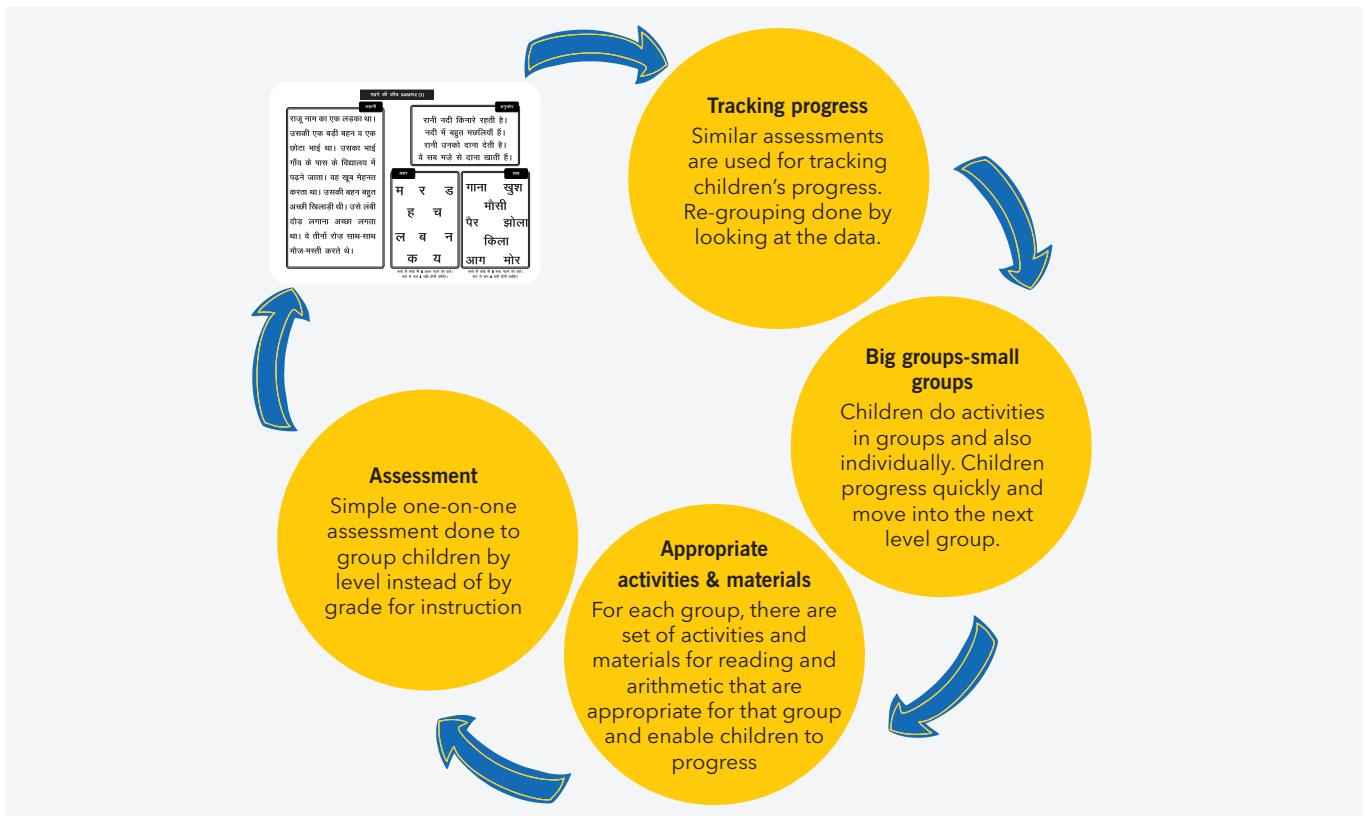 पढ़ने की जाँच SAMPLE (1)
कहानी
राजू नाम का एक लड़का था।
उसकी एक बड़ी बहन व एक
छोटा भाई था। उसका भाई
गाँव के पास के विद्यालय में
पढ़ने जाता। वह खूब मेहनत
करता था। उसकी बहन बहुत
अच्छी खिलाड़ी थी। उसे लंबी
दौड़ लगाना अच्छा लगता
था। वे तीनों रोज़ साथ-साथ
मौज-मस्ती करते थे।
अनुच्छेद
रानी नदी किनारे रहती है।
नदी में बहुत मछलियाँ हैं।
रानी उनको दाना देती है।
वे सब मज़े से दाना खाती हैं।
अक्षर
म र ड
ह च
ल ब न
क य
शब्द
गाना खुश
मौसी
पैर झोला
किला
आग मोर
Tracking progress
Similar assessments
are used for tracking
children's progress.
Re-grouping done by
looking at the data.
Big groups-small
groups
Children do activities
in groups and also
individually. Children
progress quickly and
move into the next
level group.
Appropriate
activities & materials
For each group, there are
set of activities and
materials for reading and
arithmetic that are
appropriate for that group
and enable children to
progress
Assessment
Simple one-on-one
assessment done to
group children by
level instead of by
grade for instruction